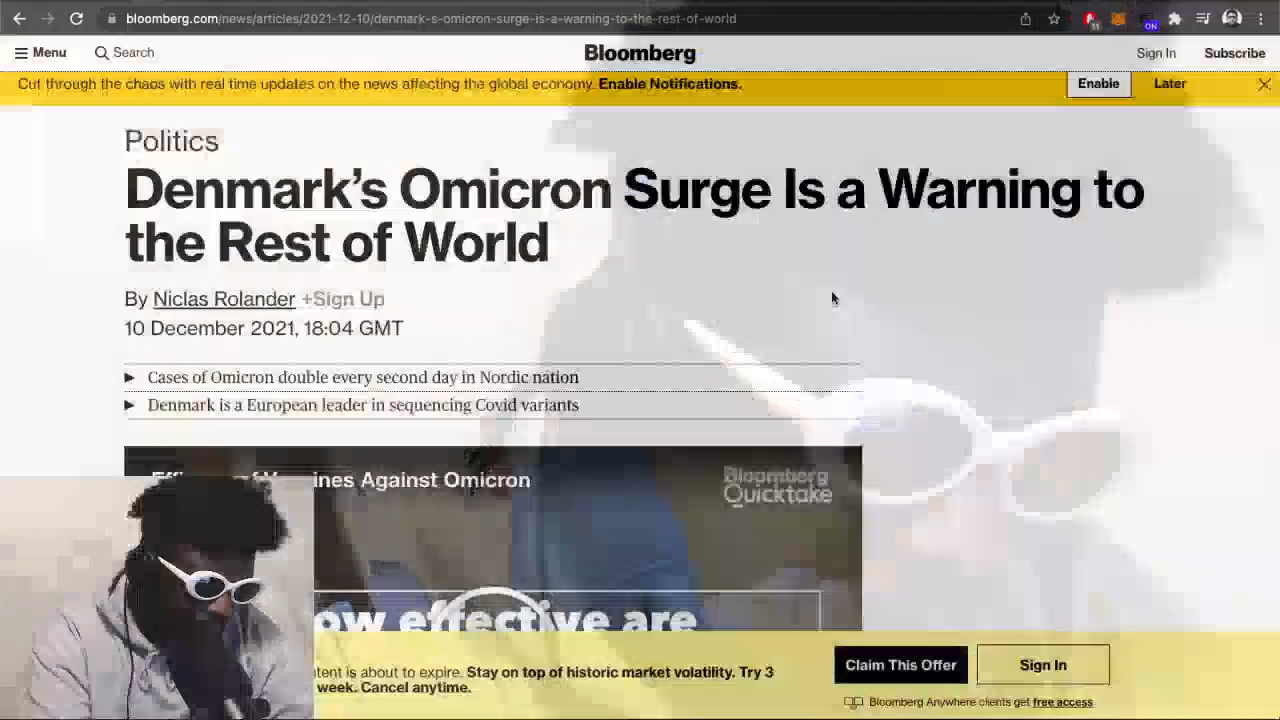 bloomberg.com/news/articles/2021-12-10/denmark-s-omicron-surge-is-a-warning-to-the-rest-of-world
11
ON
Menu
Search
Bloomberg
Sign In
Subscribe
Cut through the chaos with real time updates on the news affecting the global economy. Enable Notifications.
Enable
Later
Politics
Denmark's Omicron Surge Is a Warning to
the Rest of World
By Niclas Rolander +Sign Up
10 December 2021, 18:04 GMT
Cases of Omicron double every second day in Nordic nation
Denmark is a European leader in sequencing Covid variants
Against Omicron
Bloomberg
Quicktake
effective are
is about to expire. Stay on top of historic market volatility. Try 3
week. Cancel anytime.
Claim This Offer
Sign In
Bloomberg Anywhere clients get free access